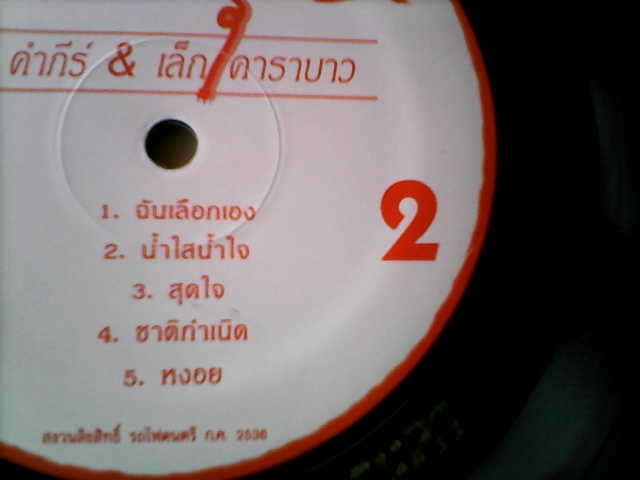 คำภีร์ & เล็ก คาราบาว
1. ฉันเลือกเอง
2. น้ำใสน้ำใจ
3. สุดใจ
4. ชาติกำเนิด
5. หงอย
2
สงวนลิขสิทธิ์ รถไฟดนตรี ก.ค. 2536